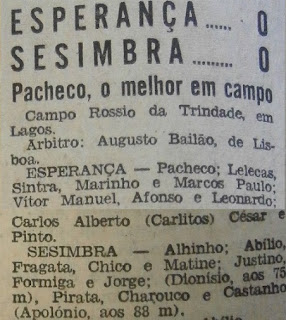 ESPERANÇA...... 0
SESIMBRA......... 0
Pacheco, o melhor em campo
Campo Rossio da Trindade, em
Lagos.
Arbitro: Augusto Bailão, de Lis-
boa.
ESPERANÇA — Pacheco; Lelecas,
Sintra, Marinho e Marcos Paulo;
Vitor Manuel, Afonso e Leonardo;
Carlos Alberto (Carlitos) César e
Pinto.
SESIMBRA — Alhinho; Abílio,
Fragata, Chico e Matine; Justino,
Formiga e Jorge; (Dionísio, aos 75
m), Pirata, Charouco e Castanho
(Apolónio, aos 88 m).